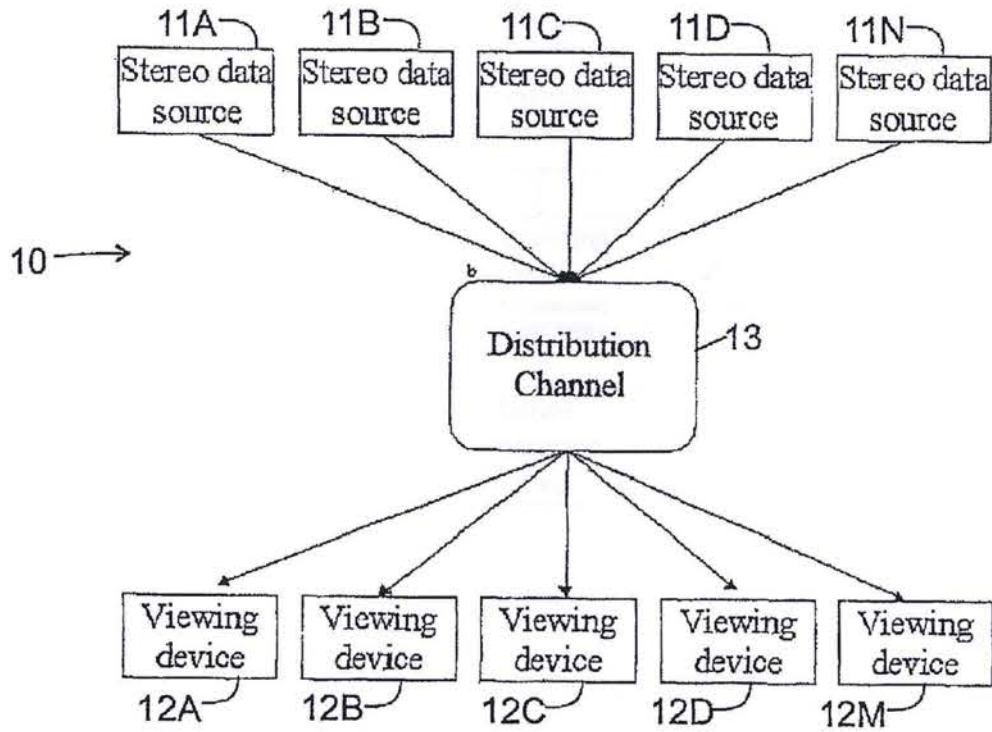 11A 11B 11C 11D 11N
Stereo data Stereo data Stereo data Stereo data Stereo data
source source source source source
10
b
Distribution
Channel
13
Viewing Viewing Viewing Viewing Viewing
device device device device device
12A 12B 12C 12D 12M